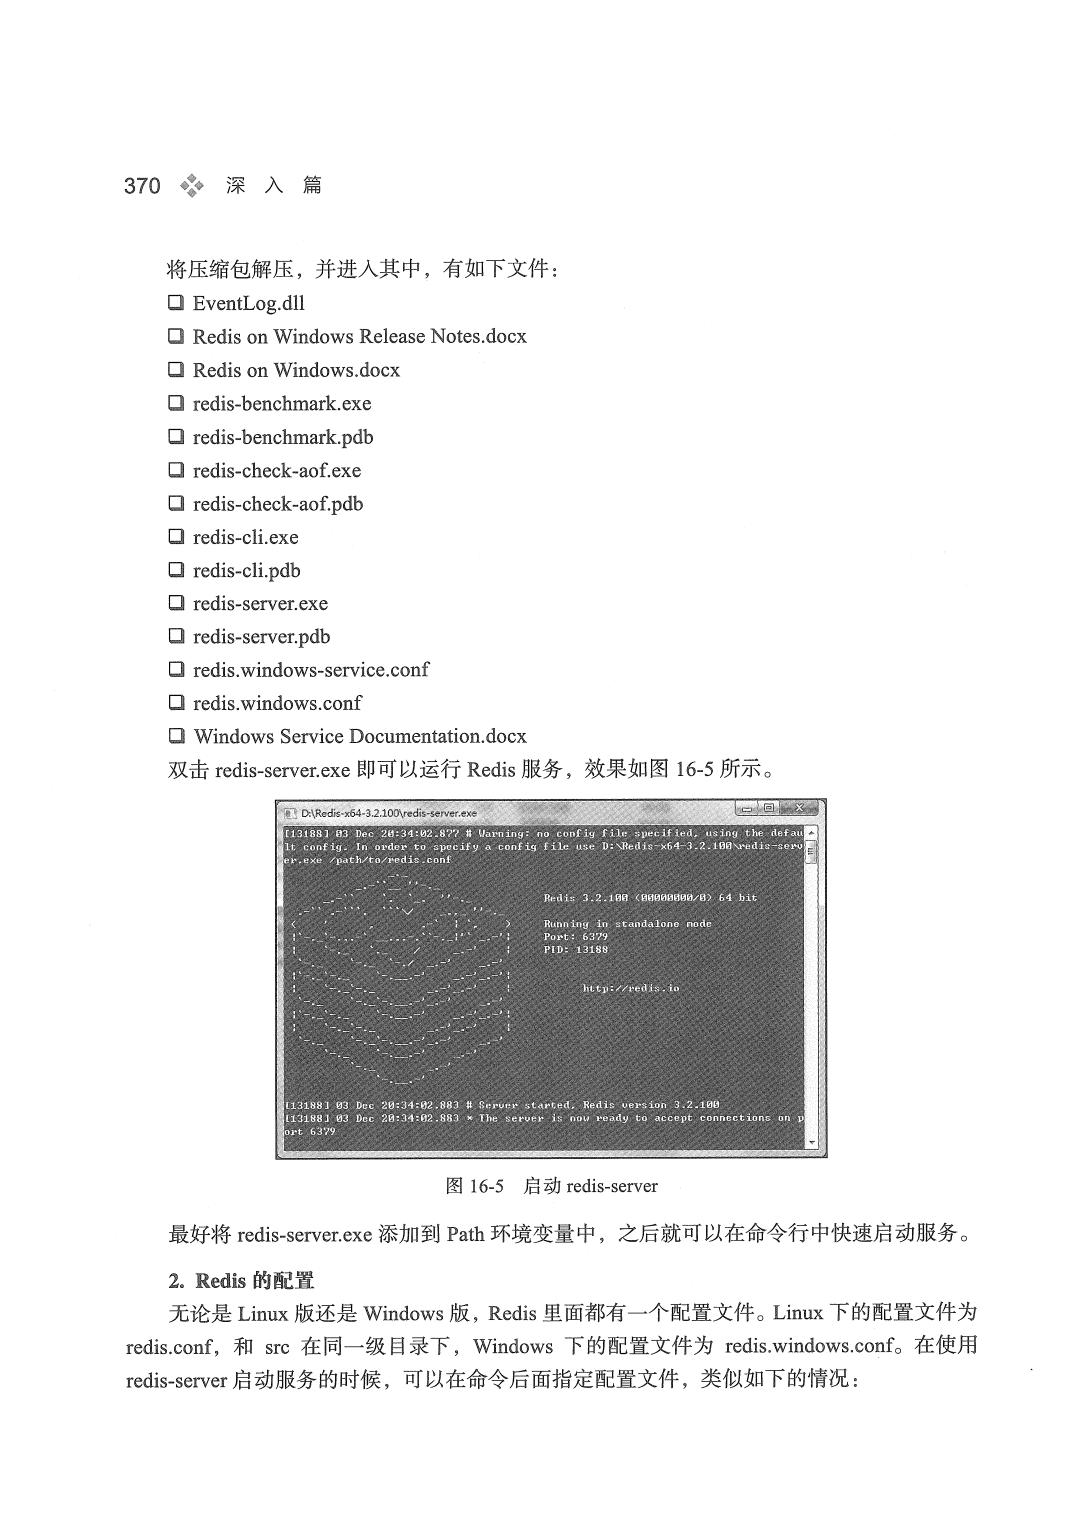 370 深 入 篇
将压缩包解压，并进入其中，有如下文件：
❏ EventLog.dll
❏ Redis on Windows Release Notes.docx
❏ Redis on Windows.docx
❏ redis-benchmark.exe
❏ redis-benchmark.pdb
❏ redis-check-aof.exe
❏ redis-check-aof.pdb
❏ redis-cli.exe
❏ redis-cli.pdb
❏ redis-server.exe
❏ redis-server.pdb
❏ redis.windows-service.conf
❏ redis.windows.conf
❏ Windows Service Documentation.docx
双击 redis-server.exe 即可以运行 Redis 服务，效果如图 16-5 所示。
D:\Redis-x64-3.2.100\redis-server.exe
[13188] 03 Dec 20:34:02.877 # Warning: no config file specified, using the defau
lt config. In order to specify a config file use D:\Redis-x64-3.2.100\redis-serv
er.exe /path/to/redis.conf
Redis 3.2.100 (00000000/0) 64 bit
Running in standalone mode
Port: 6379
PID: 13188
http://redis.io
[13188] 03 Dec 20:34:02.883 # Server started, Redis version 3.2.100
[13188] 03 Dec 20:34:02.883 * The server is now ready to accept connections on p
ort 6379
图 16-5 启动 redis-server
最好将 redis-server.exe 添加到 Path 环境变量中，之后就可以在命令行中快速启动服务。
2. Redis 的配置
无论是 Linux 版还是 Windows 版，Redis 里面都有一个配置文件。Linux 下的配置文件为
redis.conf，和 src 在同一级目录下，Windows 下的配置文件为 redis.windows.conf。在使用
redis-server 启动服务的时候，可以在命令后面指定配置文件，类似如下的情况：